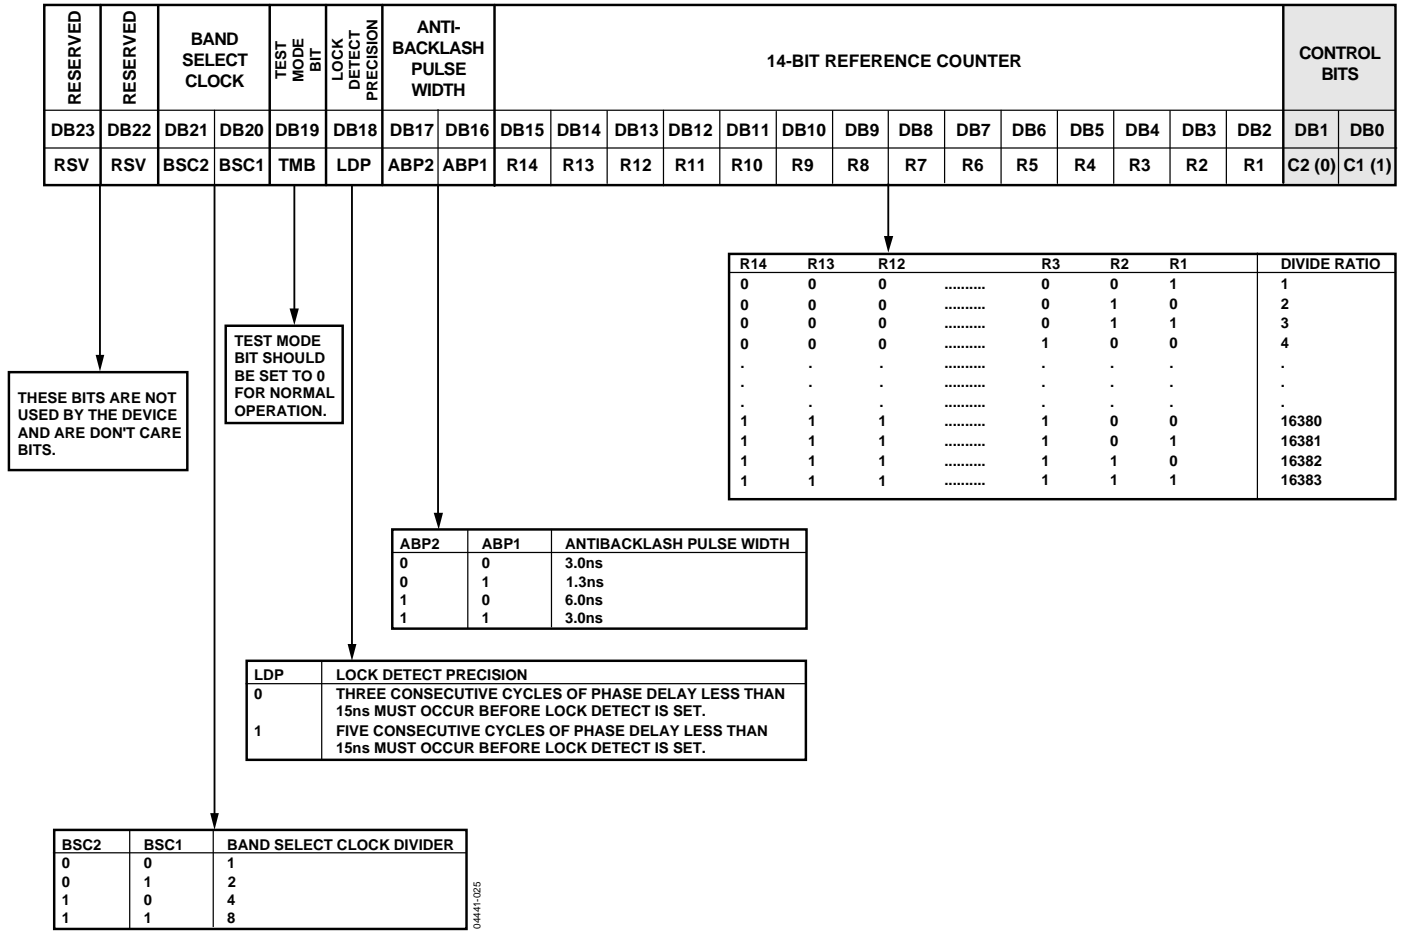 RESERVED
RESERVED
BAND
SELECT
CLOCK
TEST
MODE
BIT
LOCK
DETECT
PRECISION
ANTI-
BACKLASH
PULSE
WIDTH
14-BIT REFERENCE COUNTER
CONTROL
BITS
DB23 DB22 DB21 DB20 DB19 DB18 DB17 DB16 DB15 DB14 DB13 DB12 DB11 DB10 DB9 DB8 DB7 DB6 DB5 DB4 DB3 DB2 DB1 DB0
RSV RSV BSC2 BSC1 TMB LDP ABP2 ABP1 R14 R13 R12 R11 R10 R9 R8 R7 R6 R5 R4 R3 R2 R1 C2 (0) C1 (1)
R14 R13 R12 R3 R2 R1 DIVIDE RATIO
0 0 0 .......... 0 0 1 1
0 0 0 .......... 0 1 0 2
0 0 0 .......... 0 1 1 3
0 0 0 .......... 1 0 0 4
. . . .......... . . . .
. . . .......... . . . .
. . . .......... . . . .
1 1 1 .......... 1 0 0 16380
1 1 1 .......... 1 0 1 16381
1 1 1 .......... 1 1 0 16382
1 1 1 .......... 1 1 1 16383
TEST MODE
BIT SHOULD
BE SET TO 0
FOR NORMAL
OPERATION.
THESE BITS ARE NOT
USED BY THE DEVICE
AND ARE DON'T CARE
BITS.
ABP2 ABP1 ANTIBACKLASH PULSE WIDTH
0 0 3.0ns
0 1 1.3ns
1 0 6.0ns
1 1 3.0ns
LDP LOCK DETECT PRECISION
0 THREE CONSECUTIVE CYCLES OF PHASE DELAY LESS THAN
15ns MUST OCCUR BEFORE LOCK DETECT IS SET.
1 FIVE CONSECUTIVE CYCLES OF PHASE DELAY LESS THAN
15ns MUST OCCUR BEFORE LOCK DETECT IS SET.
BSC2 BSC1 BAND SELECT CLOCK DIVIDER
0 0 1
0 1 2
1 0 4
1 1 8
04441-025